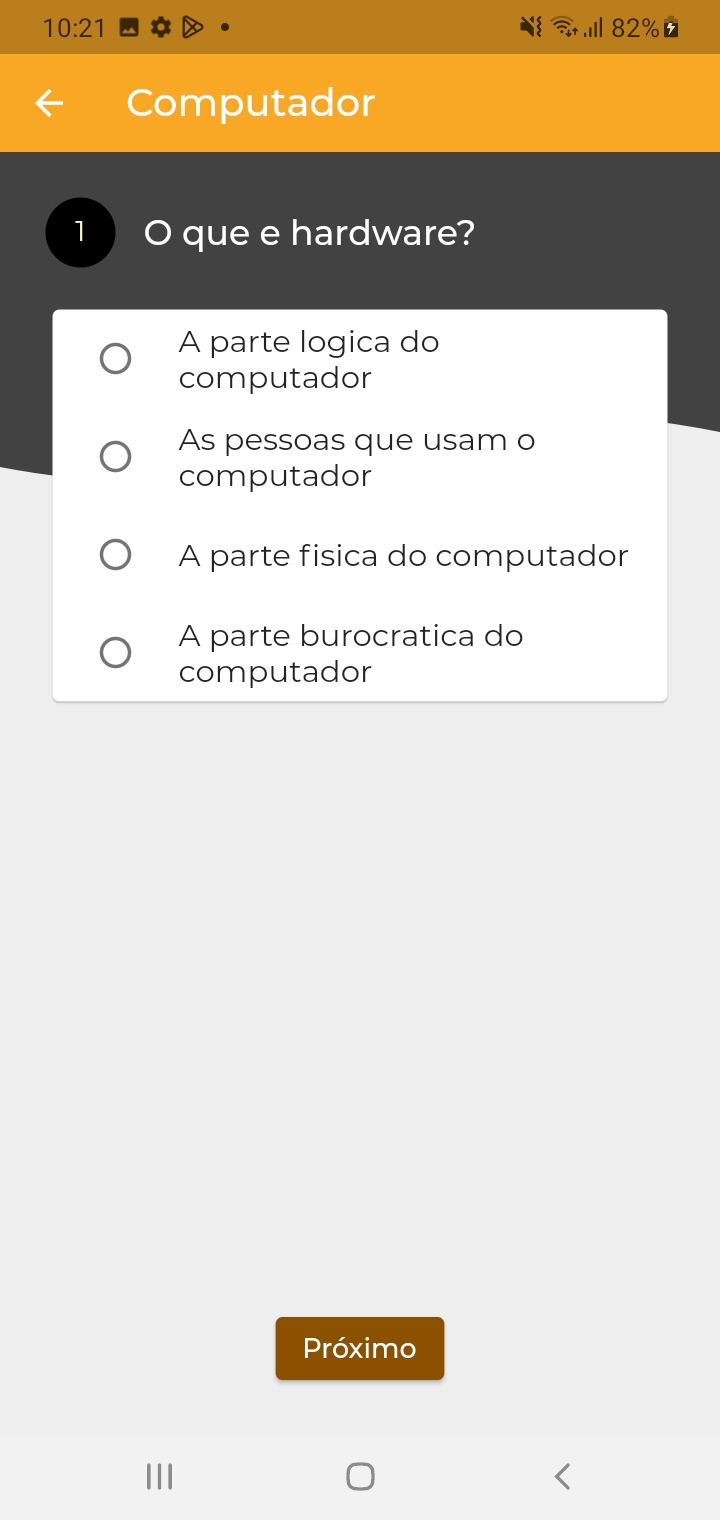 10:21
82%
Computador
1
O que e hardware?
A parte logica do
computador
As pessoas que usam o
computador
A parte fisica do computador
A parte burocratica do
computador
Próximo